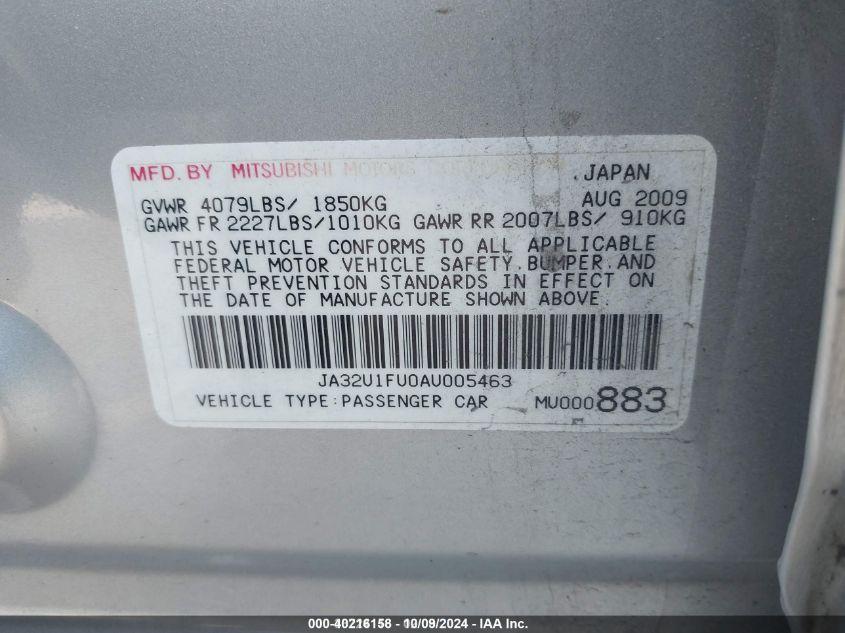 MFD. BY MITSUBISHI MOTORS CORPORATION, JAPAN
GVWR 4079LBS/ 1850KG AUG 2009
GAWR FR 2227LBS/1010KG GAWR RR 2007LBS/ 910KG
THIS VEHICLE CONFORMS TO ALL APPLICABLE
FEDERAL MOTOR VEHICLE SAFETY, BUMPER, AND
THEFT PREVENTION STANDARDS IN EFFECT ON
THE DATE OF MANUFACTURE SHOWN ABOVE.
JA32U1FU0AU005463
VEHICLE TYPE:PASSENGER CAR MU000883
000-40216158 - 10/09/2024 - IAA Inc.